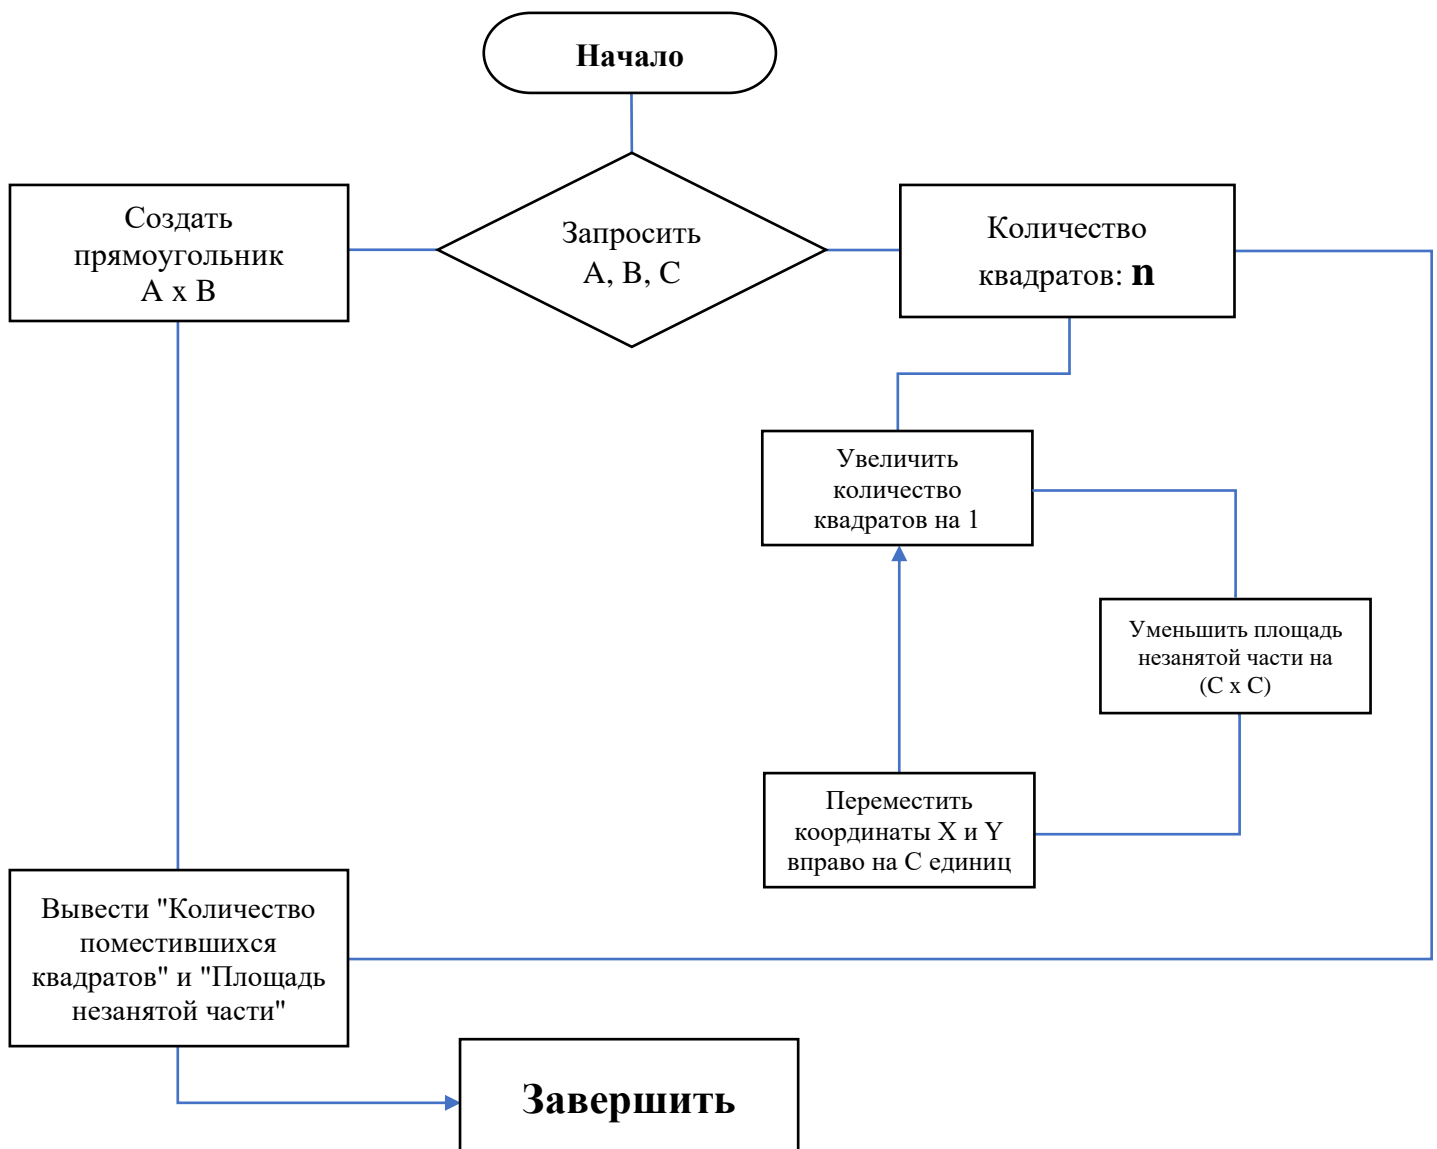 Начало
Создать
прямоугольник
А х В
Запросить
А, В, С
Количество
квадратов: n
Увеличить
количество
квадратов на 1
Уменьшить площадь
незанятой части на
(С х С)
Переместить
координаты X и Y
вправо на С единиц
Вывести "Количество
поместившихся
квадратов" и "Площадь
незанятой части"
Завершить